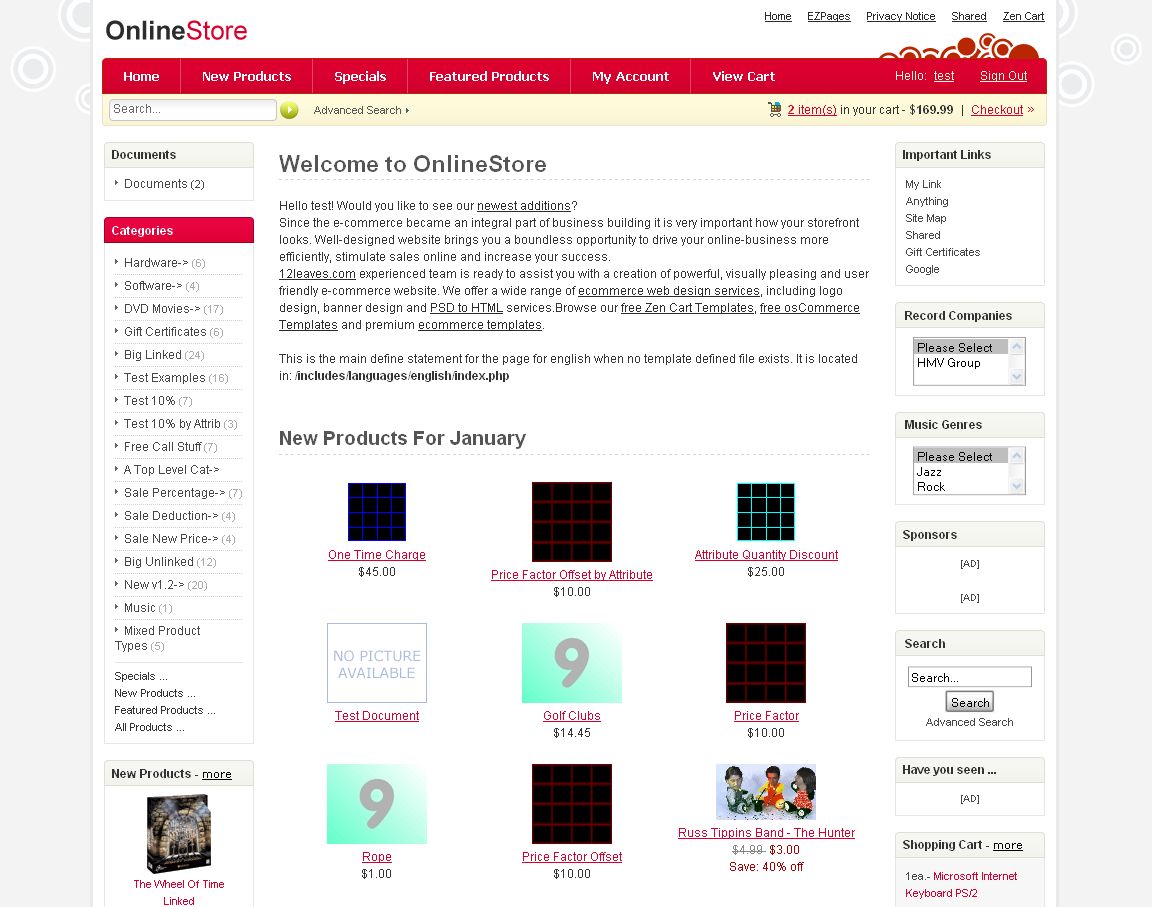 OnlineStore
Home EZPages Privacy Notice Shared Zen Cart
Home New Products Specials Featured Products My Account View Cart
Hello: test Sign Out
Search...
Advanced Search
2 item(s) in your cart - $169.99 | Checkout »
Documents
Documents (2)
Categories
Hardware-> (6)
Software-> (4)
DVD Movies-> (17)
Gift Certificates (6)
Big Linked (24)
Test Examples (16)
Test 10% (7)
Test 10% by Attrib (3)
Free Call Stuff (7)
A Top Level Cat->
Sale Percentage-> (7)
Sale Deduction-> (4)
Sale New Price-> (4)
Big Unlinked (12)
New v1.2-> (20)
Music (1)
Mixed Product
Types (5)
Specials ...
New Products ...
Featured Products ...
All Products ...
New Products - more
The Wheel Of Time
Linked
Welcome to OnlineStore
Hello test! Would you like to see our newest additions?
Since the e-commerce became an integral part of business building it is very important how your storefront
looks. Well-designed website brings you a boundless opportunity to drive your online-business more
efficiently, stimulate sales online and increase your success.
12leaves.com experienced team is ready to assist you with a creation of powerful, visually pleasing and user
friendly e-commerce website. We offer a wide range of ecommerce web design services, including logo
design, banner design and PSD to HTML services.Browse our free Zen Cart Templates, free osCommerce
Templates and premium ecommerce templates.
This is the main define statement for the page for english when no template defined file exists. It is located
in: /includes/languages/english/index.php
New Products For January
One Time Charge
$45.00
Price Factor Offset by Attribute
$10.00
Attribute Quantity Discount
$25.00
NO PICTURE
AVAILABLE
Test Document
9
Golf Clubs
$14.45
Price Factor
$10.00
9
Rope
$1.00
Price Factor Offset
$10.00
Russ Tippins Band - The Hunter
$4.99 $3.00
Save: 40% off
Important Links
My Link
Anything
Site Map
Shared
Gift Certificates
Google
Record Companies
Please Select
HMV Group
Music Genres
Please Select
Jazz
Rock
Sponsors
[AD]
[AD]
Search
Search...
Search
Advanced Search
Have you seen ...
[AD]
Shopping Cart - more
1ea.- Microsoft Internet
Keyboard PS/2